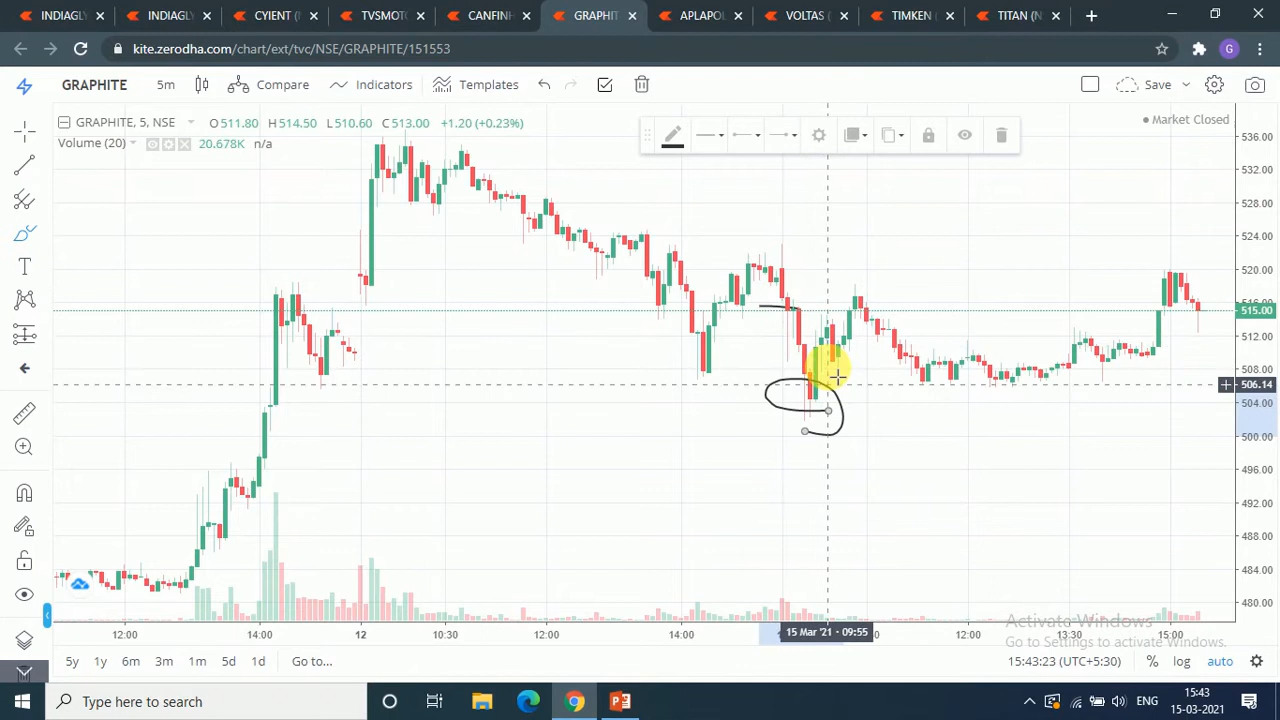 INDIAGLY
INDIAGLY
CYIENT (
TVSMOT
CANFINH
GRAPHIT
APLAPOL
VOLTAS (
TIMKEN (
TITAN (N
kite.zerodha.com/chart/ext/tvc/NSE/GRAPHITE/151553
G
GRAPHITE 5m Compare Indicators Templates Save
GRAPHITE, 5, NSE O511.80 H514.50 L510.60 C513.00 +1.20 (+0.23%)
Market Closed
Volume (20) 20.678K n/a
536.00
532.00
528.00
524.00
520.00
515.00
512.00
508.00
506.14
504.00
500.00
496.00
492.00
488.00
484.00
480.00
12:00 14:00 12 10:30 12:00 14:00 15 Mar '21 - 09:55 12:00 13:30 15:00
Activate Windows
Go to Settings to activate Windows.
5y 1y 6m 3m 1m 5d 1d Go to... 15:43:23 (UTC+5:30) % log auto
Type here to search
ENG
15:43
15-03-2021